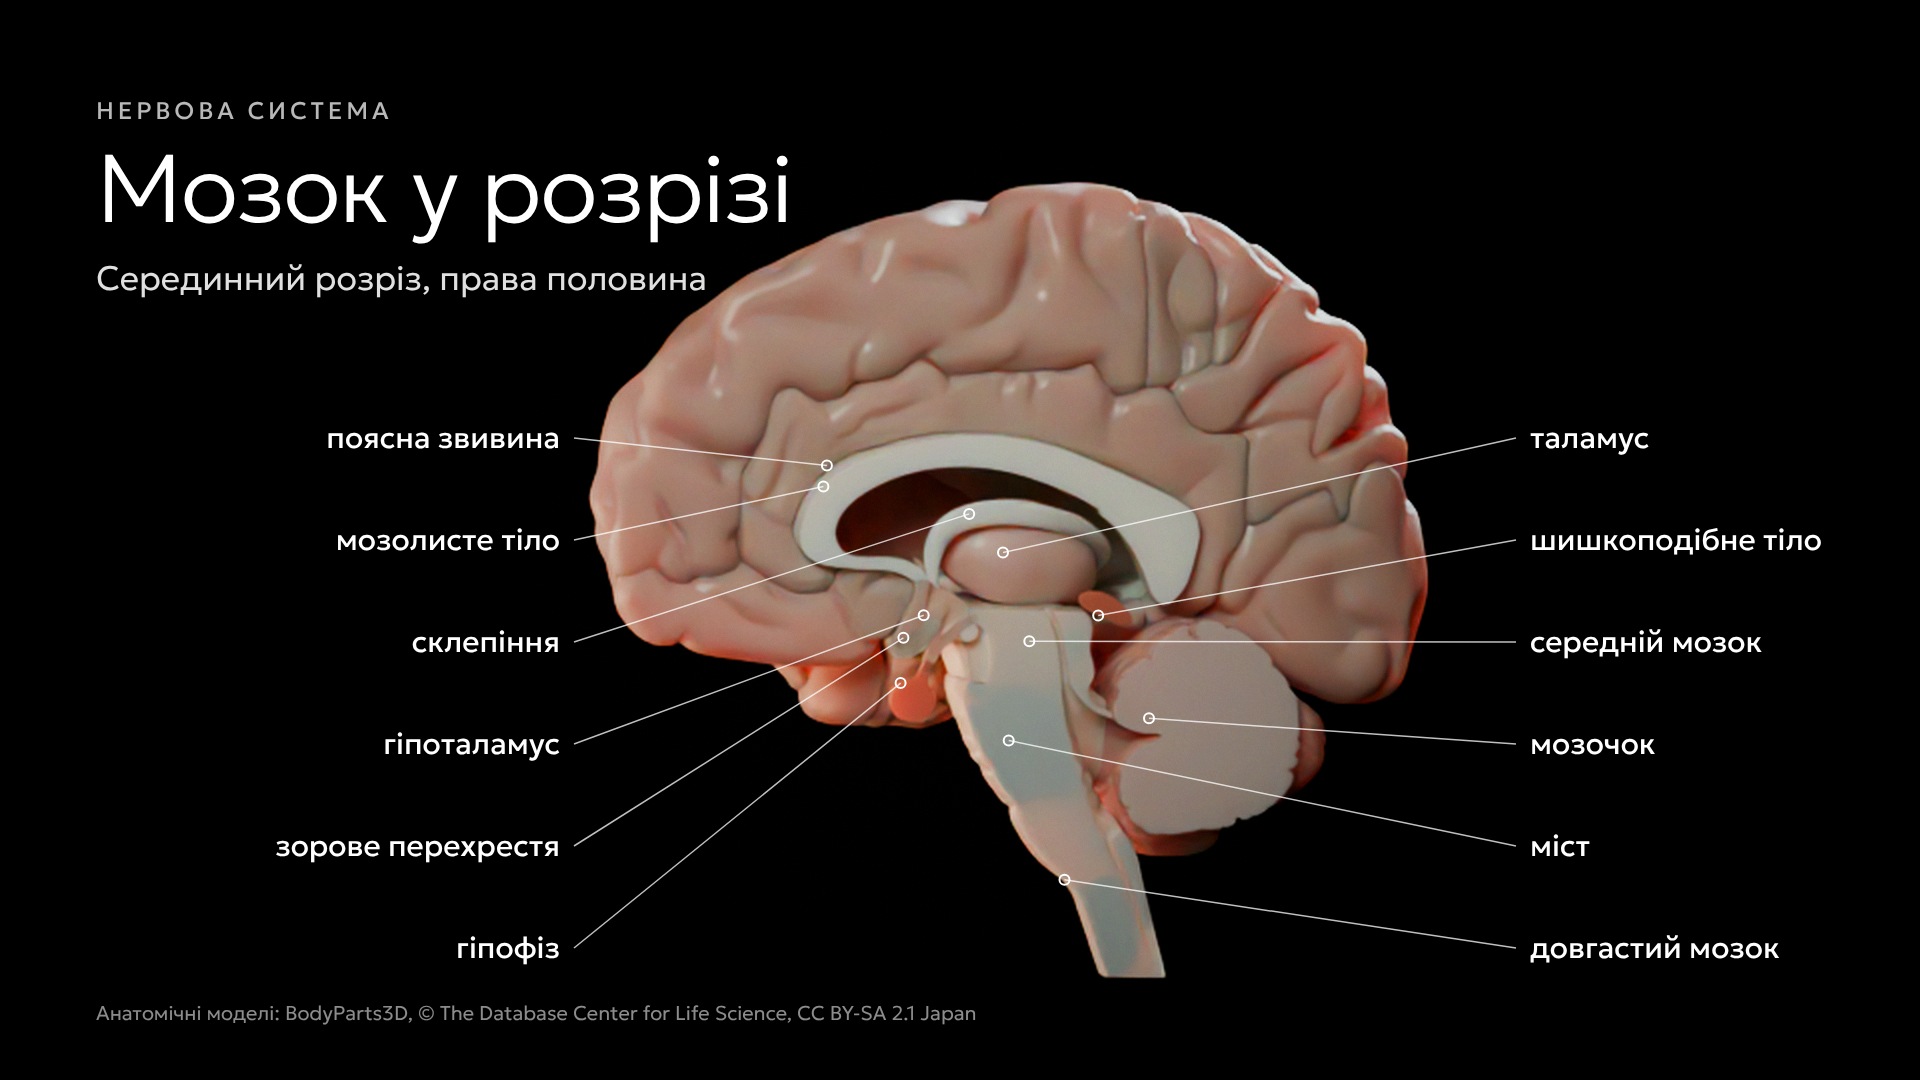 НЕРВОВА СИСТЕМА
Мозок у розрізі
Серединний розріз, права половина
поясна звивина
мозолисте тіло
склепіння
гіпоталамус
зорове перехрестя
гіпофіз
таламус
шишкоподібне тіло
середній мозок
мозочок
міст
довгастий мозок
Анатомічні моделі: BodyParts3D, © The Database Center for Life Science, CC BY-SA 2.1 Japan